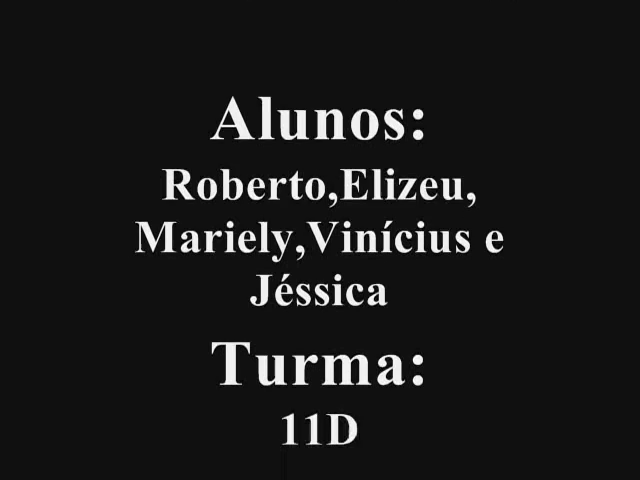 Alunos:
Roberto,Elizeu,
Mariely,Vinícius e
Jéssica
Turma:
11D